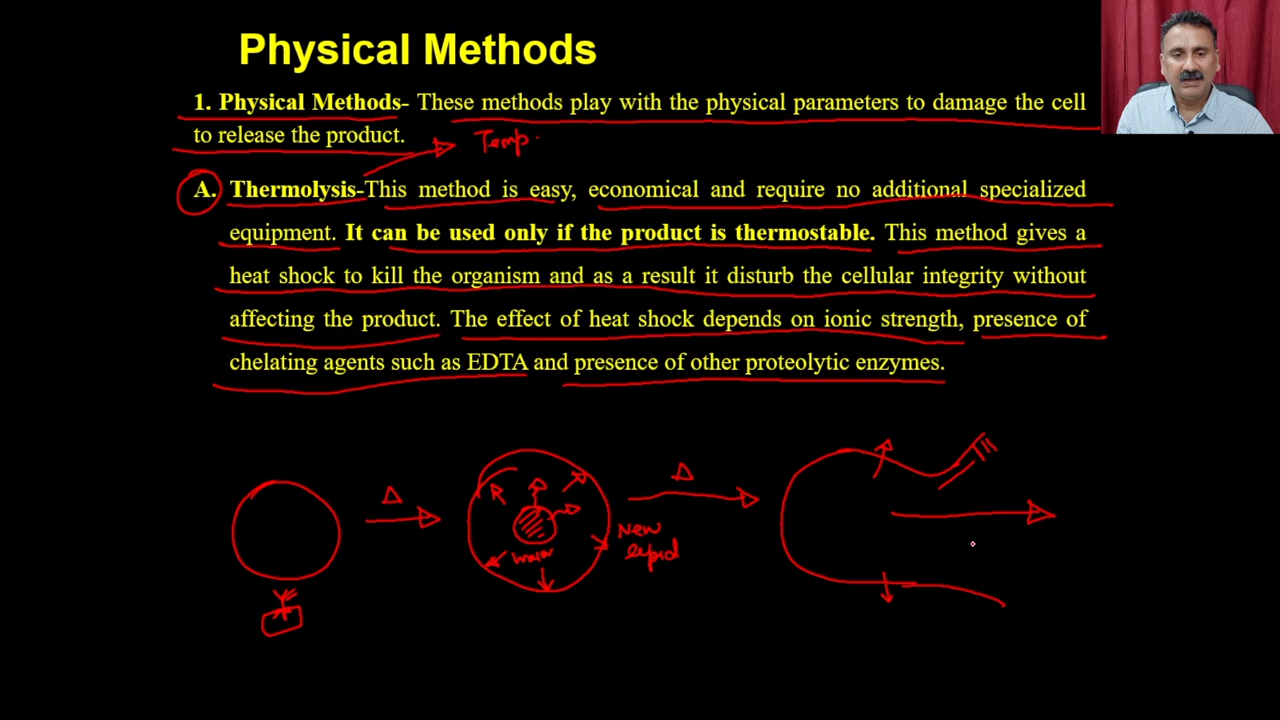 Physical Methods
1. Physical Methods- These methods play with the physical parameters to damage the cell
to release the product.
Temp.
A. Thermolysis-This method is easy, economical and require no additional specialized
equipment. It can be used only if the product is thermostable. This method gives a
heat shock to kill the organism and as a result it disturb the cellular integrity without
affecting the product. The effect of heat shock depends on ionic strength, presence of
chelating agents such as EDTA and presence of other proteolytic enzymes.
Δ
Δ
New
water